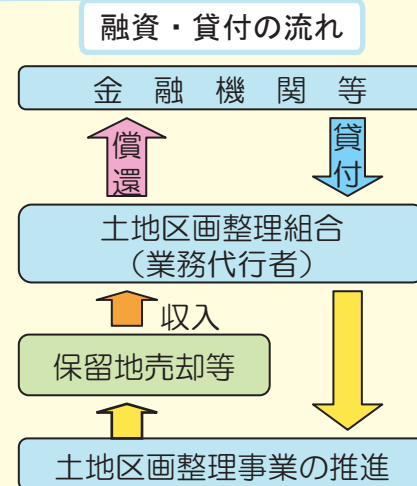 融資・貸付の流れ
金融機関等
償還
貸付
土地区画整理組合
（業務代行者）
収入
保留地売却等
土地区画整理事業の推進